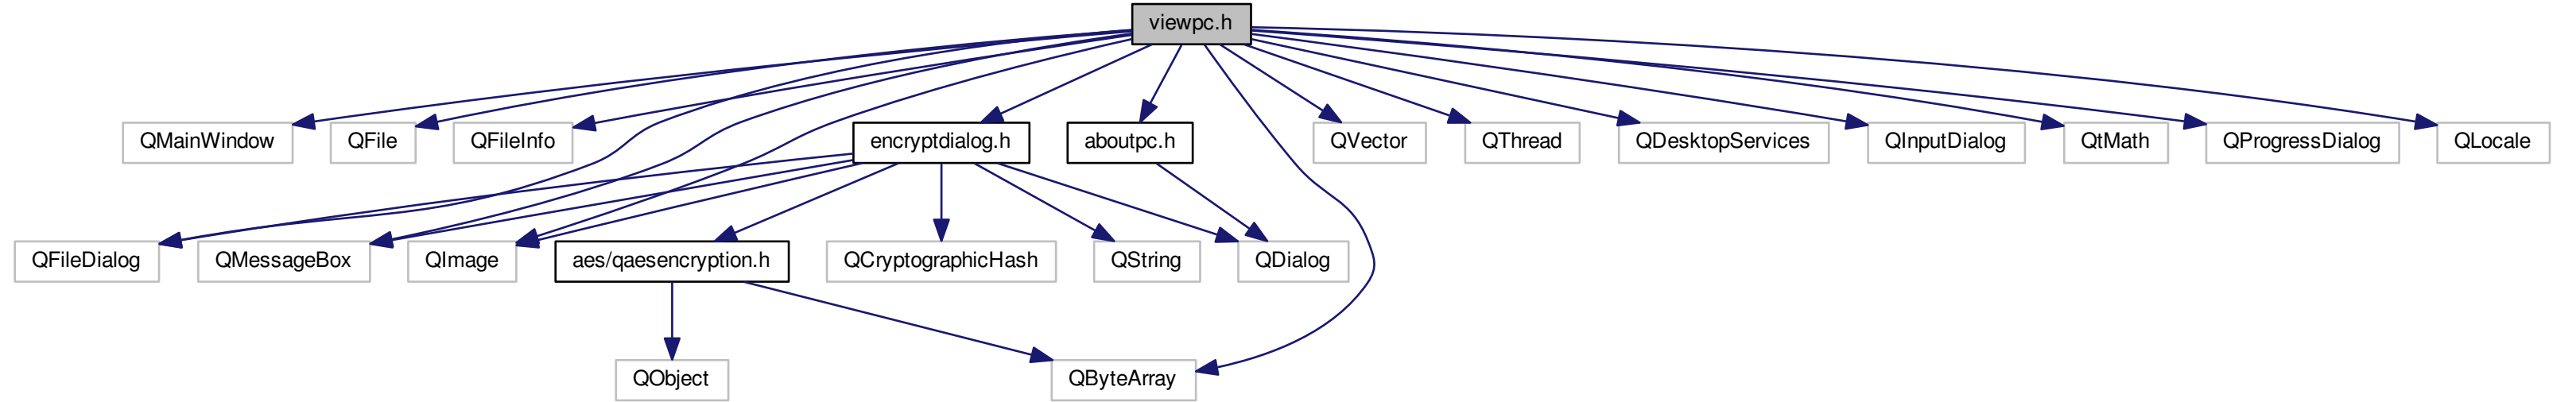 viewpc.h
QMainWindow
QFile
QFileInfo
encryptdialog.h
aboutpc.h
QVector
QThread
QDesktopServices
QInputDialog
QtMath
QProgressDialog
QLocale
QFileDialog
QMessageBox
QImage
aes/qaesencryption.h
QCryptographicHash
QString
QDialog
QObject
QByteArray